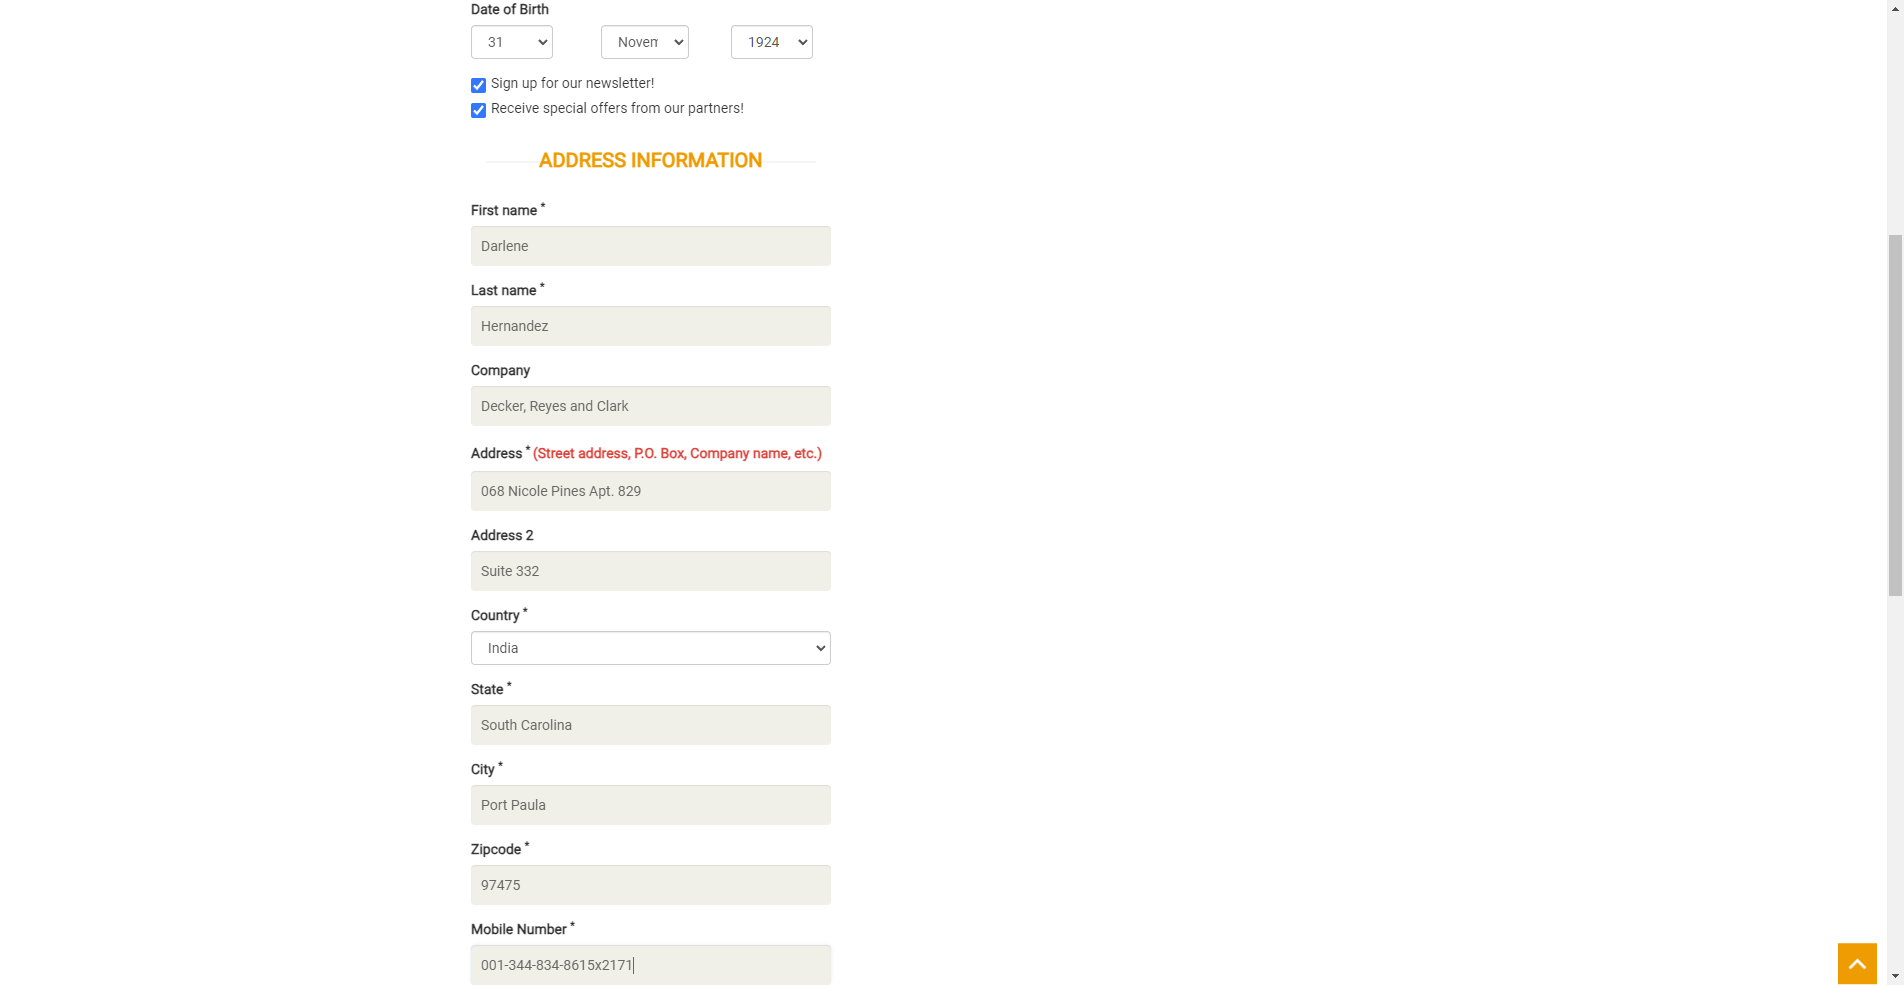 Date of Birth
31 Novem 1924
Sign up for our newsletter!
Receive special offers from our partners!
ADDRESS INFORMATION
First name *
Darlene
Last name *
Hernandez
Company
Decker, Reyes and Clark
Address * (Street address, P.O. Box, Company name, etc.)
068 Nicole Pines Apt. 829
Address 2
Suite 332
Country *
India
State *
South Carolina
City *
Port Paula
Zipcode *
97475
Mobile Number *
001-344-834-8615x2171